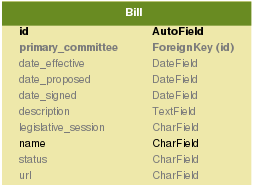 Bill
id AutoField
primary_committee ForeignKey (id)
date_effective DateField
date_proposed DateField
date_signed DateField
description TextField
legislative_session CharField
name CharField
status CharField
url CharField